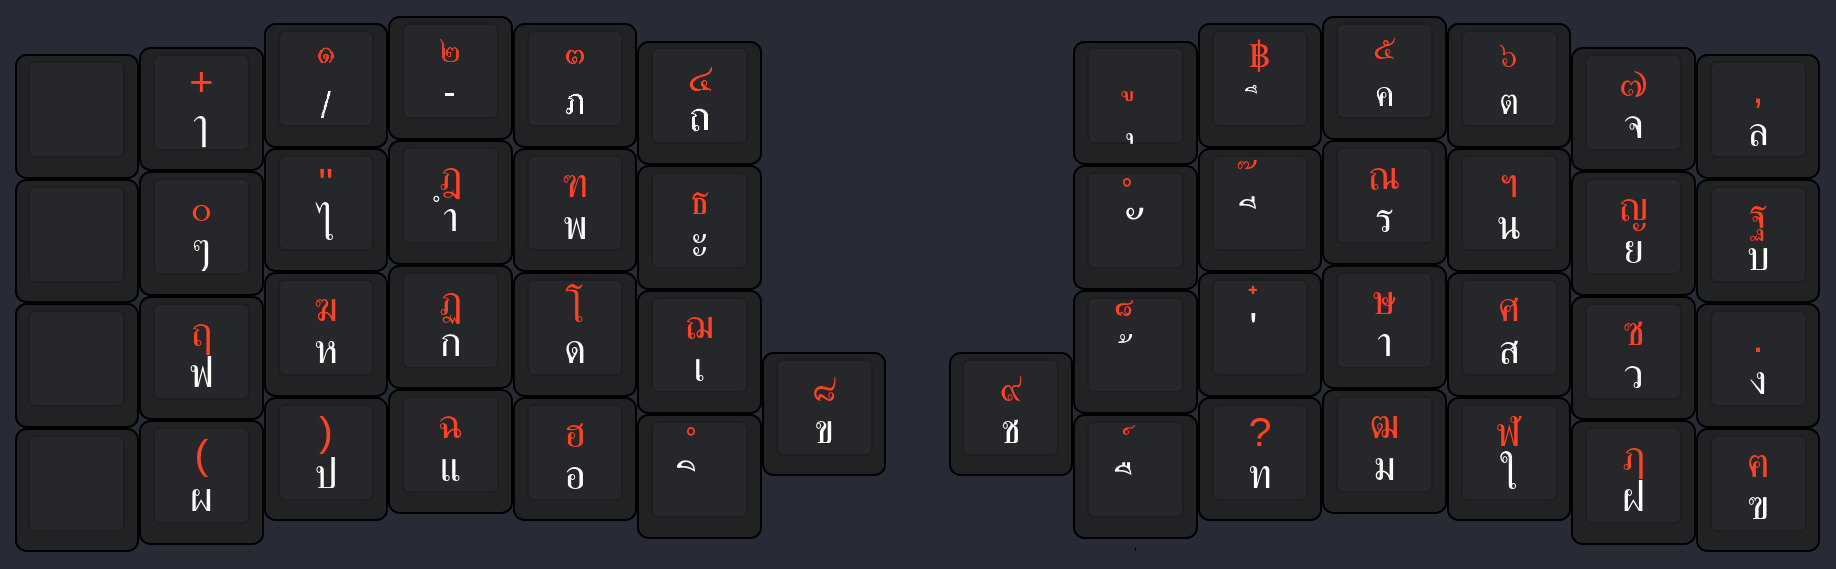 + ๑ ๒ ๓ ๔ ู ฿ ๕ ๖ ๗ ,
ๅ / - ภ ถ ุ ึ ค ต จ ล
๐ " ฎ ฑ ธ ํ ๊ ณ ฯ ญ ฐ
ๆ ไ ำ พ ะ ั ี ร น ย บ
ฤ ฆ ฏ โ ฌ ็ ๋ ษ ศ ซ .
ฟ ห ก ด เ ้ ่ า ส ว ง
๘ ๙
ข ช
( ) ฉ ฮ ํ ์ ? ฒ ฬ ฦ ฅ
ผ ป แ อ ิ ื ท ม ใ ฝ ฃ